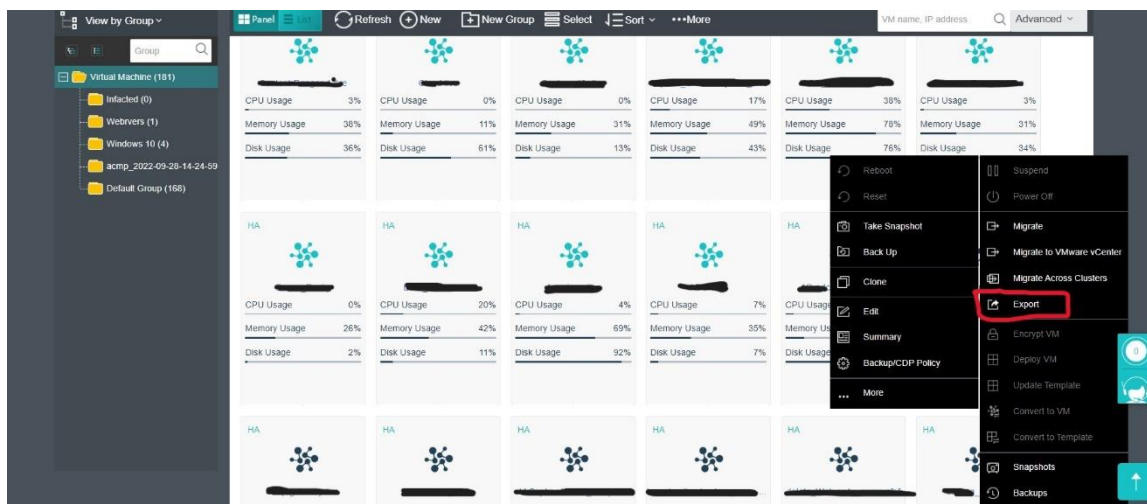 View by Group
Panel List Refresh New New Group Select Sort ...More VM name, IP address Advanced
Group
Virtual Machine (181)
Infacted (0)
Webrvers (1)
Windows 10 (4)
acmp_2022-09-28-14-24-59
Default Group (168)
CPU Usage 3% CPU Usage 0% CPU Usage 0% CPU Usage 17% CPU Usage 38% CPU Usage 3%
Memory Usage 38% Memory Usage 11% Memory Usage 31% Memory Usage 49% Memory Usage 78% Memory Usage 31%
Disk Usage 36% Disk Usage 61% Disk Usage 13% Disk Usage 43% Disk Usage 76% Disk Usage 34%
HA HA HA HA HA
CPU Usage 0% CPU Usage 20% CPU Usage 4% CPU Usage 7% CPU Usage
Memory Usage 26% Memory Usage 42% Memory Usage 69% Memory Usage 35% Memory Us
Disk Usage 2% Disk Usage 11% Disk Usage 92% Disk Usage 7% Disk Usage
Reboot
Reset
Take Snapshot
Back Up
Clone
Edit
Summary
Backup/CDP Policy
... More
Suspend
Power Off
Migrate
Migrate to VMware vCenter
Migrate Across Clusters
Export
Encrypt VM
Deploy VM
Update Template
Convert to VM
Convert to Template
Snapshots
Backups
0
HA HA HA HA HA HA